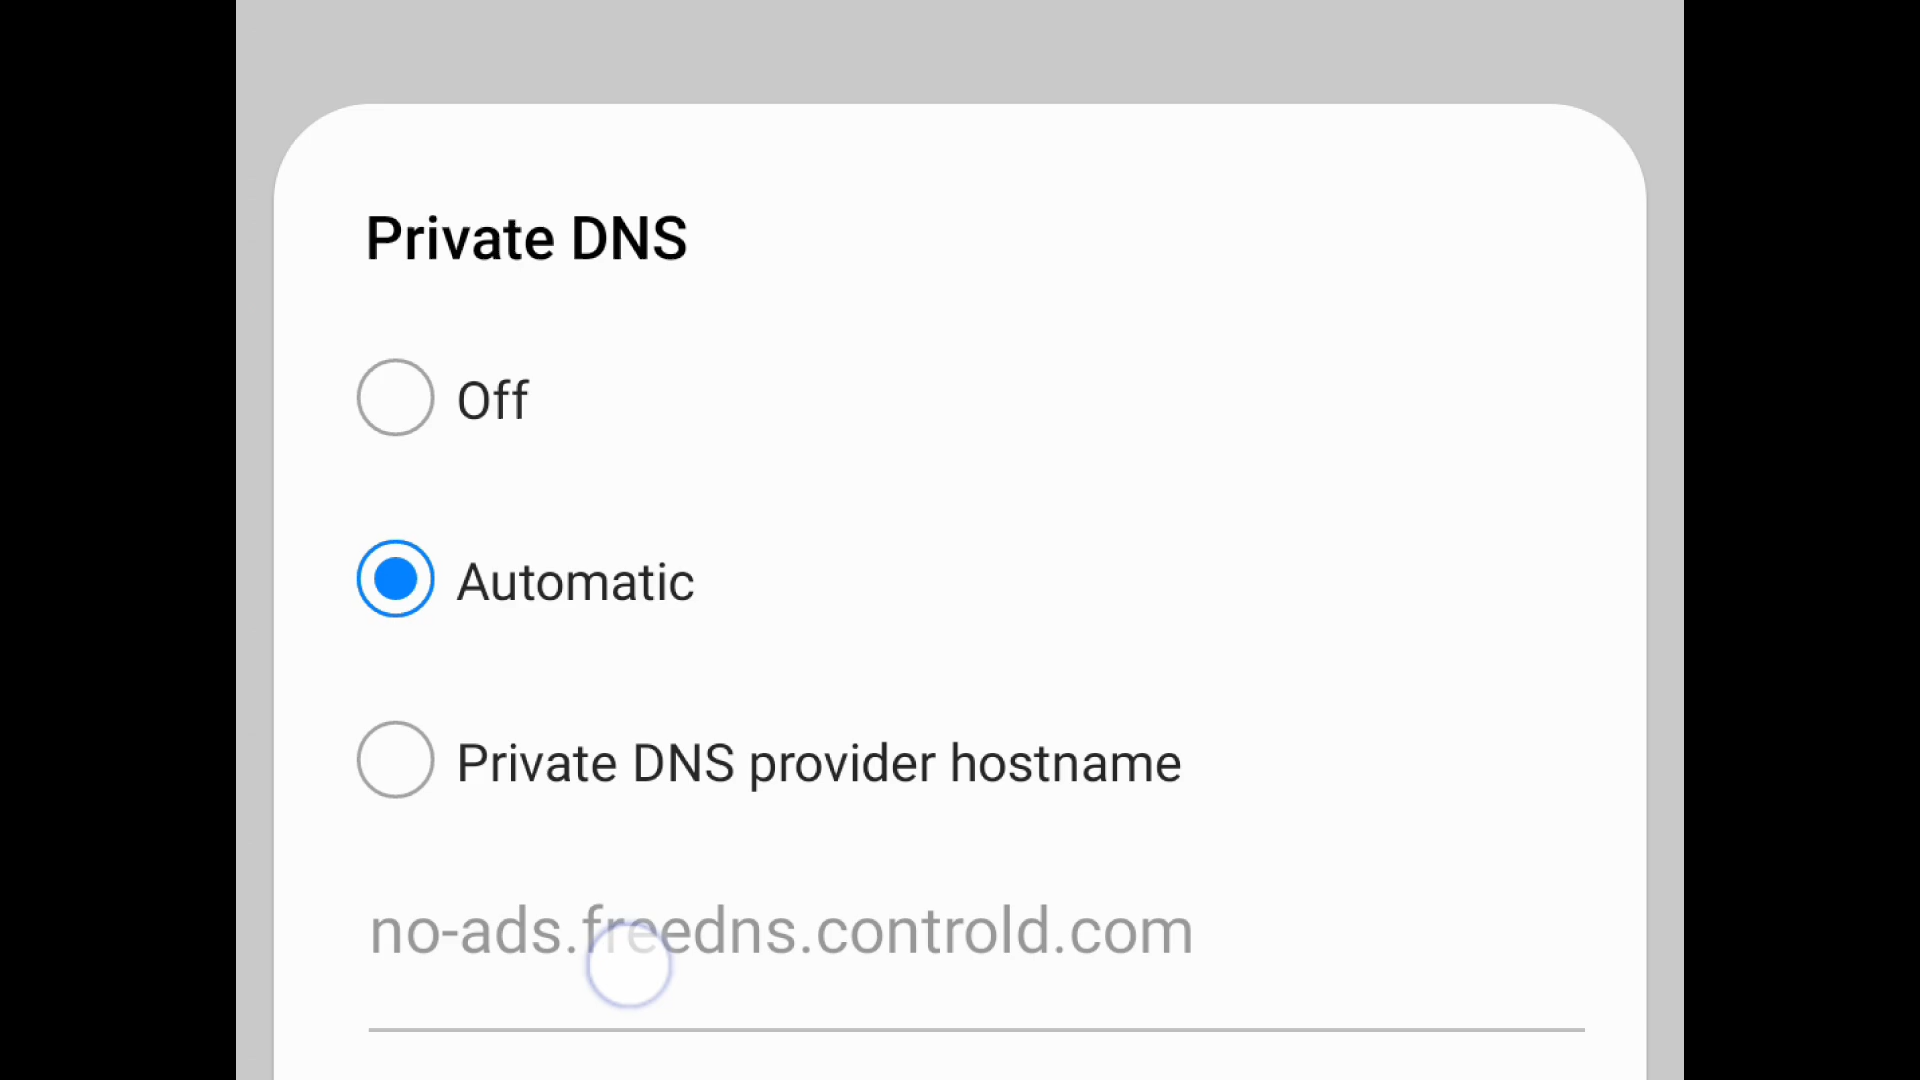 Private DNS
Off
Automatic
Private DNS provider hostname
no-ads.freedns.controld.com